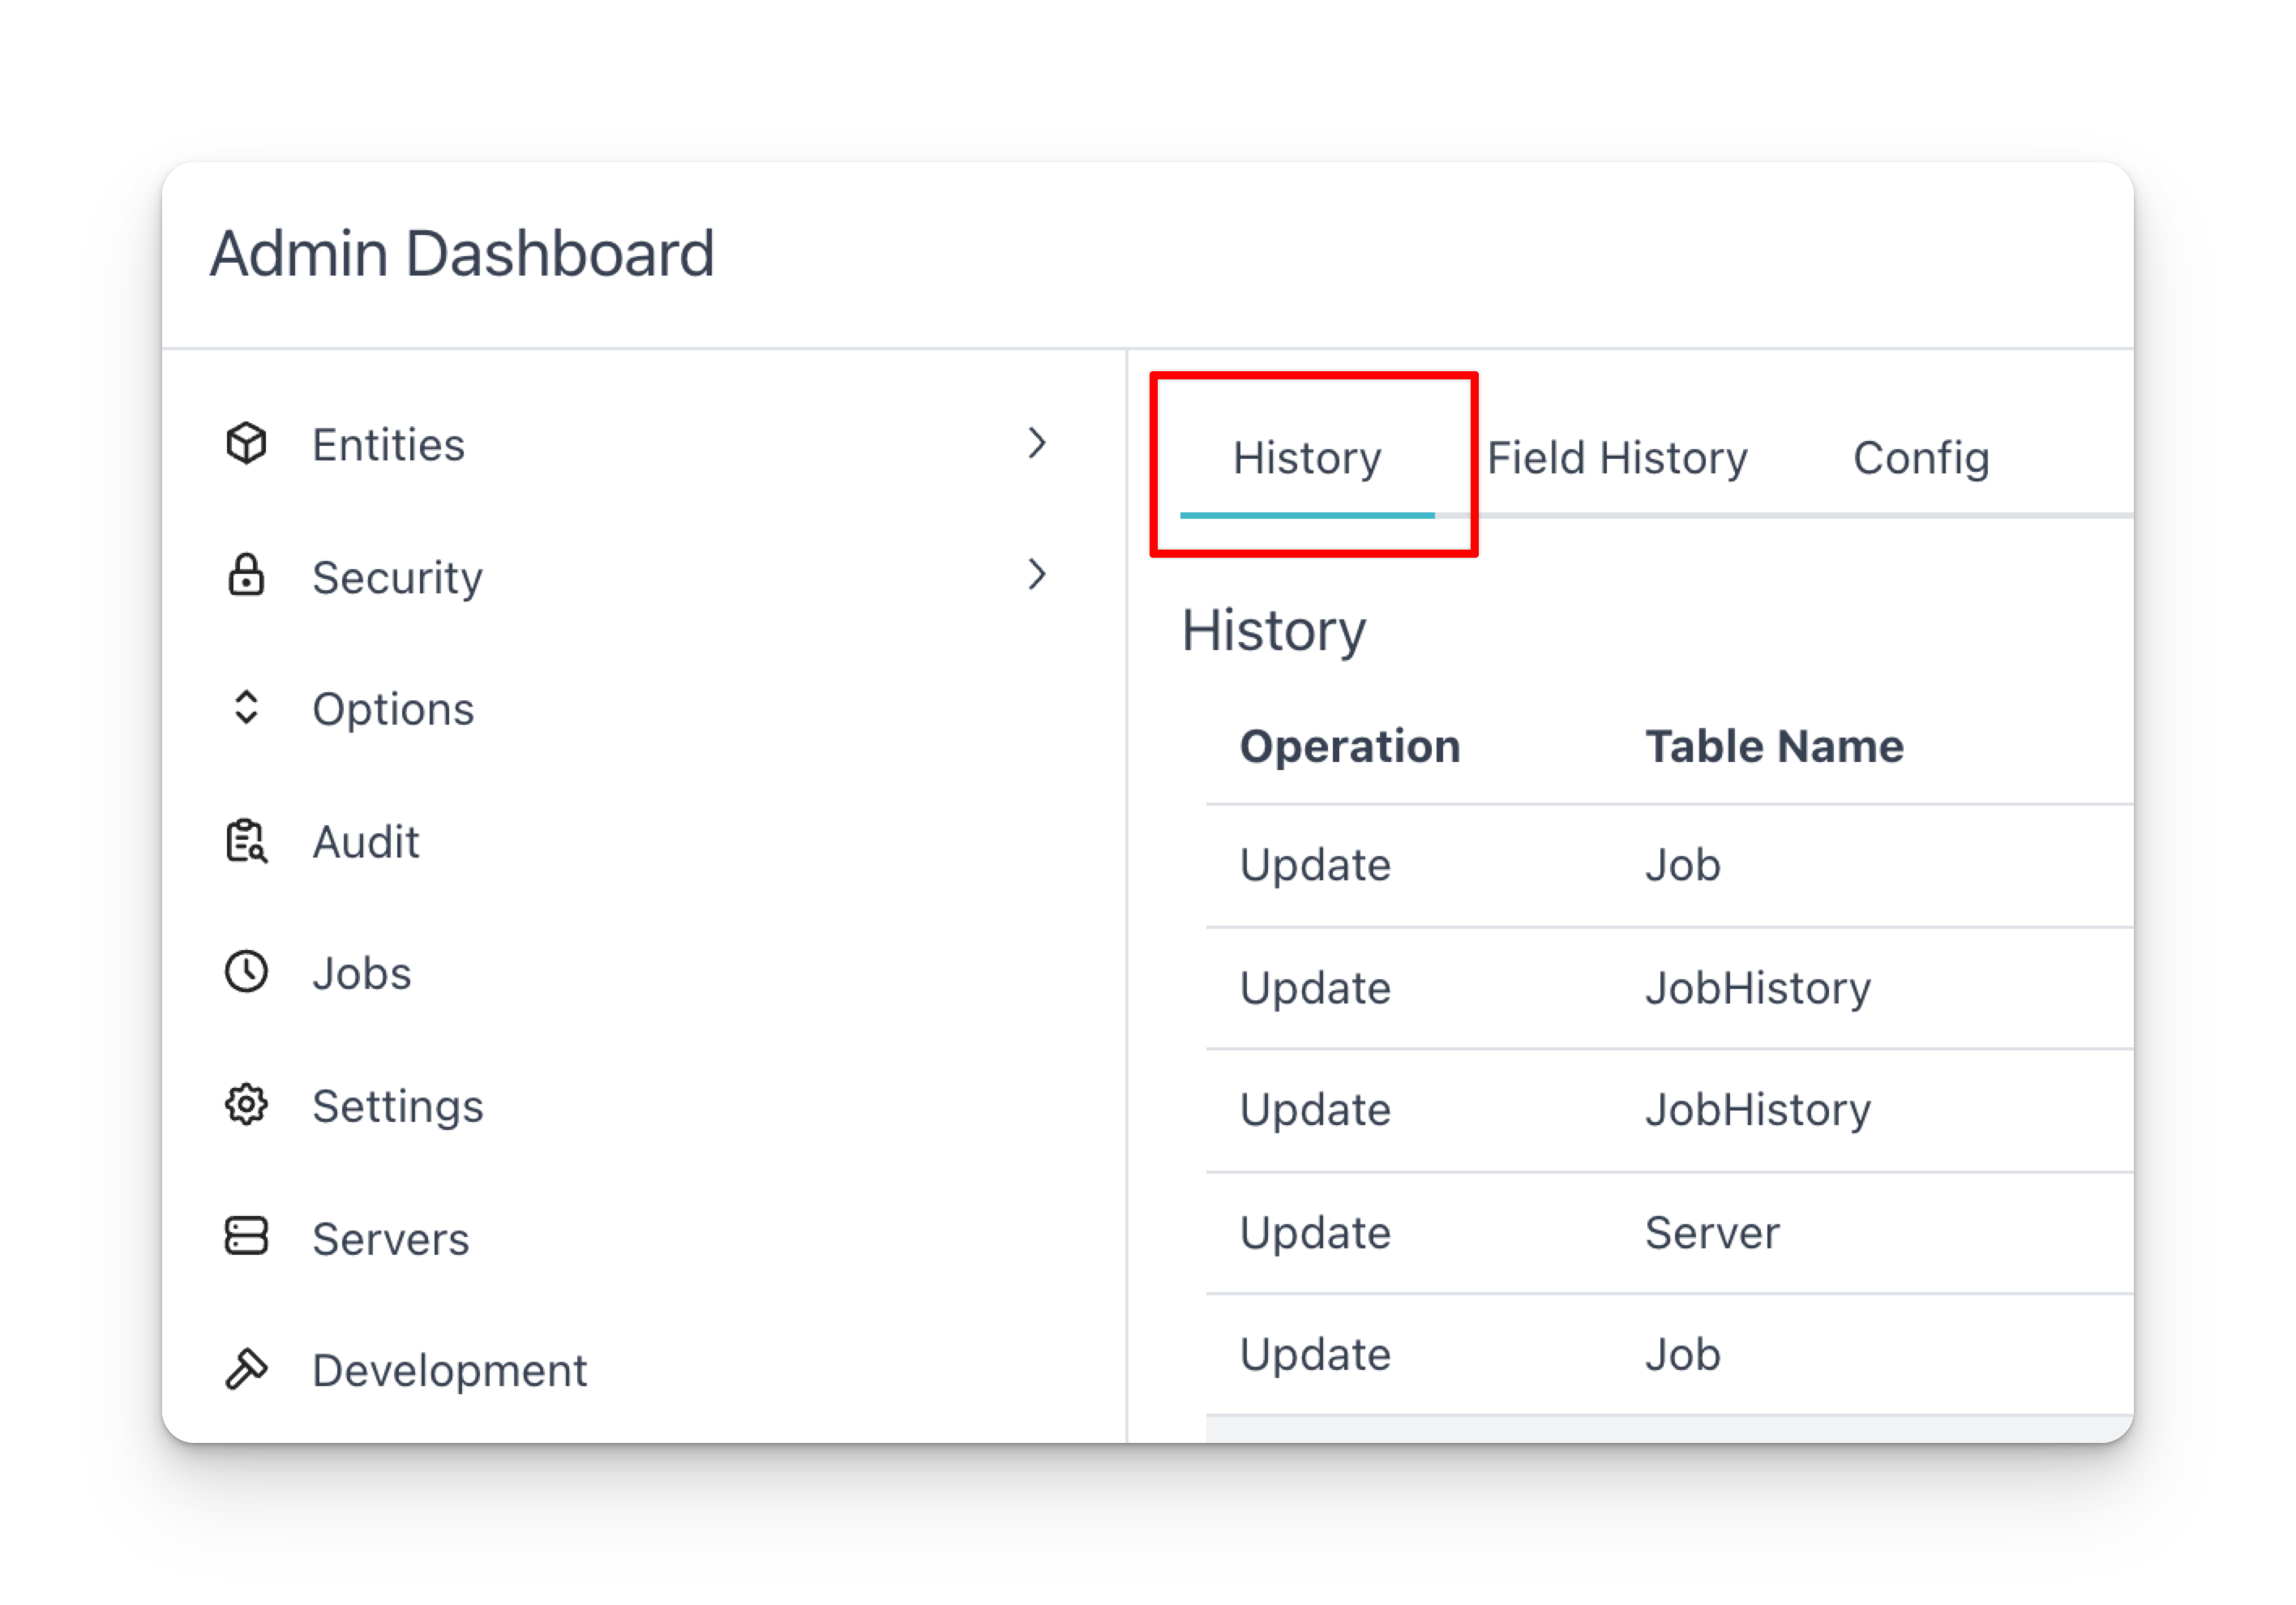 Admin Dashboard
Entities
Security
Options
Audit
Jobs
Settings
Servers
Development
History Field History Config
History
Operation Table Name
Update Job
Update JobHistory
Update JobHistory
Update Server
Update Job